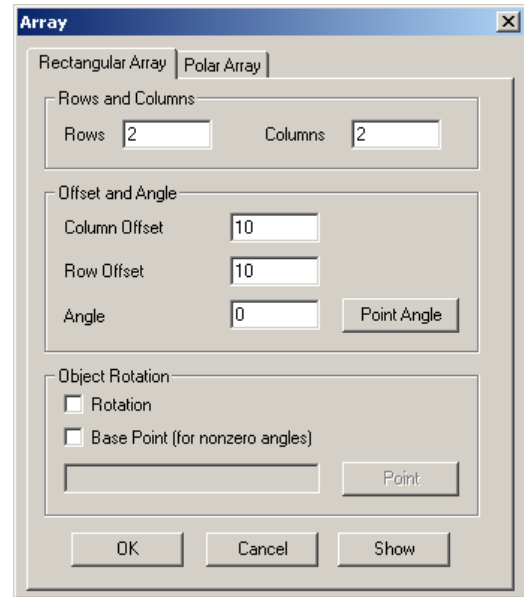 Array
Rectangular Array Polar Array
Rows and Columns
Rows 2 Columns 2
Offset and Angle
Column Offset 10
Row Offset 10
Angle 0 Point Angle
Object Rotation
Rotation
Base Point (for nonzero angles)
Point
OK Cancel Show